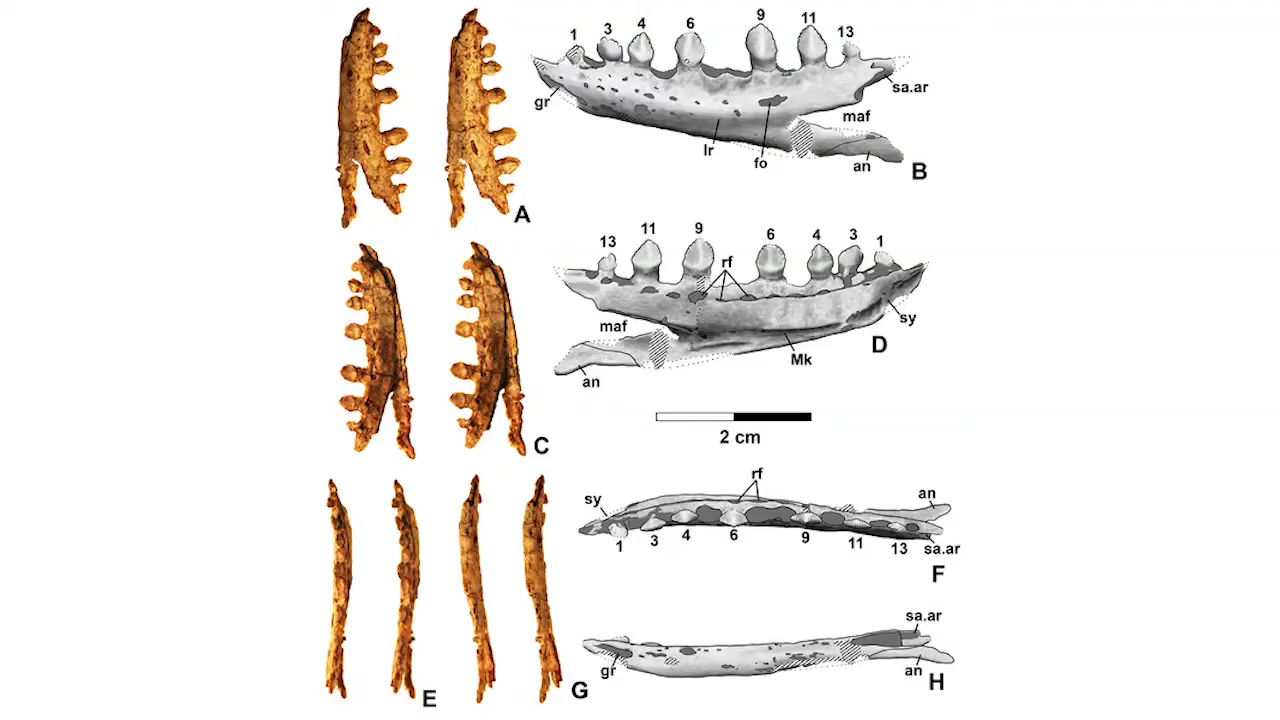 1 3 4 6 9 11 13
gr
lr
fo
maf
an
sa.ar
B
A
13 11 9 rf 6 4 3 1
maf
an
Mk
sy
D
C
2 cm
sy
rf
an
1 3 4 6 9 11 13 sa.ar
F
E
sa.ar
gr
an
H
G